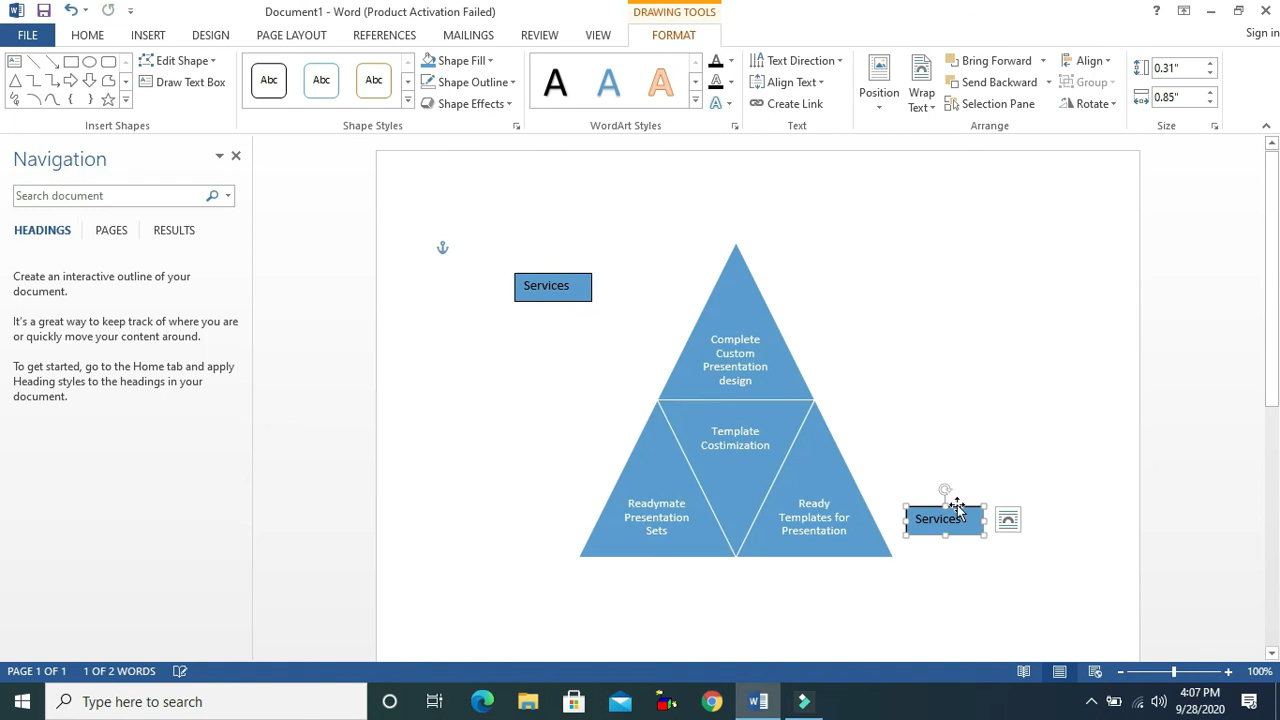 Document1 - Word (Product Activation Failed)
DRAWING TOOLS
?
FILE
HOME
INSERT
DESIGN
PAGE LAYOUT
REFERENCES
MAILINGS
REVIEW
VIEW
FORMAT
Sign in
Edit Shape
Draw Text Box
Insert Shapes
Abc
Abc
Abc
Shape Fill
Shape Outline
Shape Effects
Shape Styles
A
A
A
WordArt Styles
Text Direction
Align Text
Create Link
Text
Position
Wrap
Text
Bring Forward
Send Backward
Selection Pane
Align
Group
Rotate
Arrange
0.31"
0.85"
Size
Navigation
Search document
HEADINGS
PAGES
RESULTS
Create an interactive outline of your
document.
It's a great way to keep track of where you are
or quickly move your content around.
To get started, go to the Home tab and apply
Heading styles to the headings in your
document.
Services
Complete
Custom
Presentation
design
Template
Costimization
Readymate
Presentation
Sets
Ready
Templates for
Presentation
Services
PAGE 1 OF 1
1 OF 2 WORDS
100%
Type here to search
4:07 PM
9/28/2020